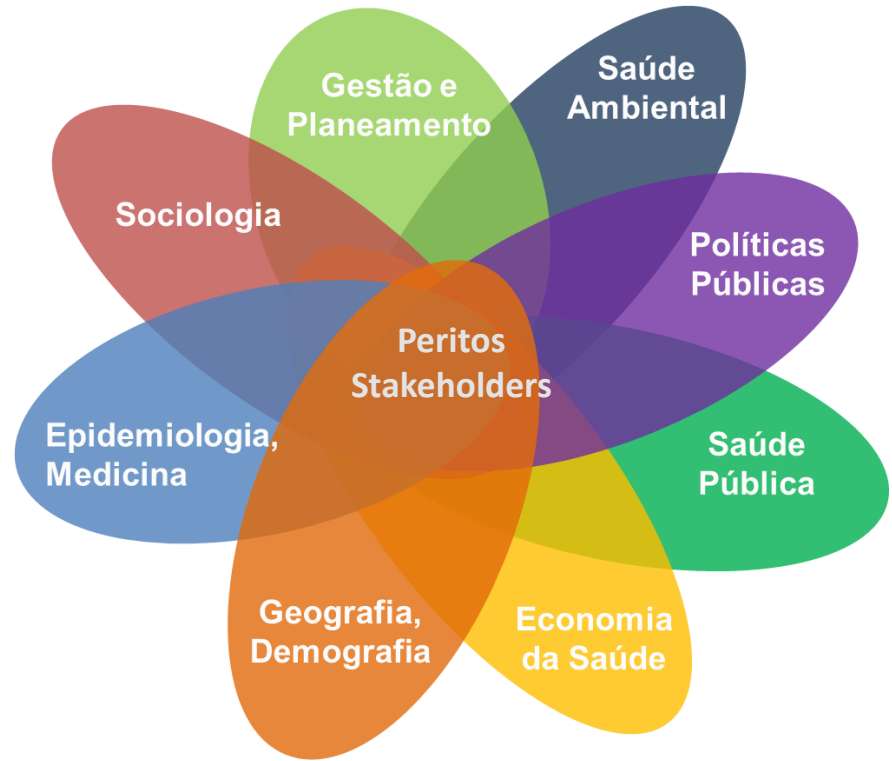 Gestão e
Planeamento
Saúde
Ambiental
Sociologia
Políticas
Públicas
Peritos
Stakeholders
Epidemiologia,
Medicina
Saúde
Pública
Geografia,
Demografia
Economia
da Saúde